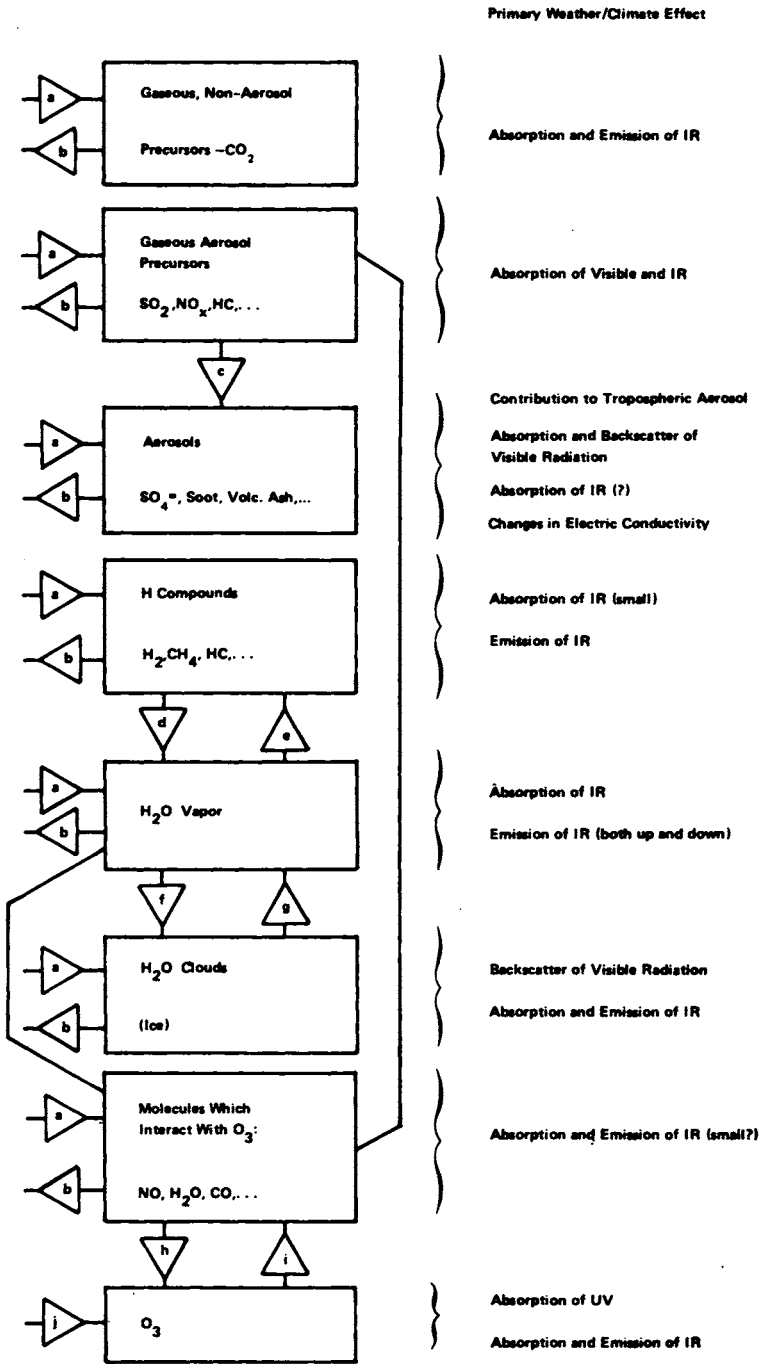 Primary Weather/Climate Effect
a
Gaseous, Non-Aerosol
b
Precursors -CO2
Absorption and Emission of IR
a
Gaseous Aerosol
Precursors
b
SO2,NOx,HC,...
Absorption of Visible and IR
c
a
Aerosols
b
SO4=, Soot, Volc. Ash,...
Contribution to Tropospheric Aerosol
Absorption and Backscatter of
Visible Radiation
Absorption of IR (?)
Changes in Electric Conductivity
a
H Compounds
b
H2,CH4, HC,...
Absorption of IR (small)
Emission of IR
d
e
a
H2O Vapor
b
Absorption of IR
Emission of IR (both up and down)
f
g
a
H2O Clouds
b
(Ice)
Backscatter of Visible Radiation
Absorption and Emission of IR
a
Molecules Which
Interact With O3:
b
NO, H2O, CO,...
Absorption and Emission of IR (small?)
h
i
j
O3
Absorption of UV
Absorption and Emission of IR